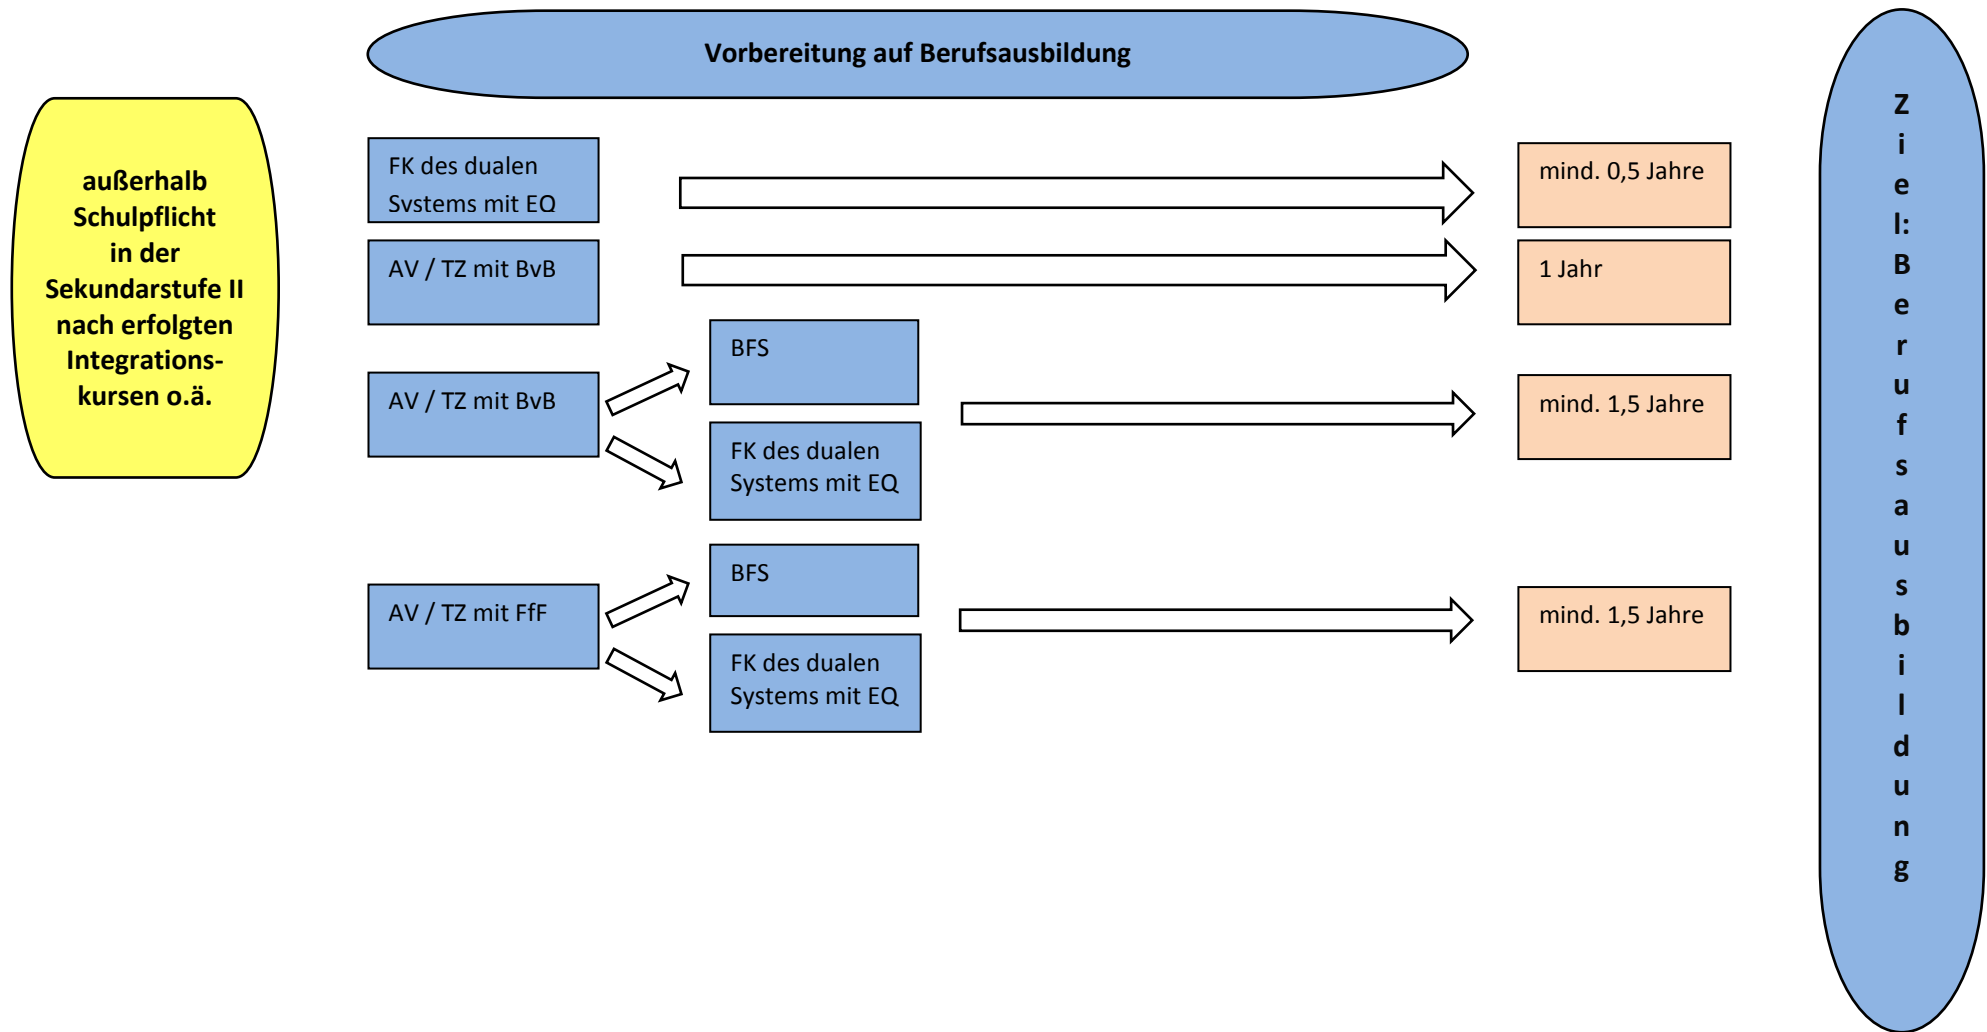 Vorbereitung auf Berufsausbildung
außerhalb
Schulpflicht
in der
Sekundarstufe II
nach erfolgten
Integrations-
kursen o.ä.
FK des dualen
Systems mit EQ
mind. 0,5 Jahre
AV / TZ mit BvB
1 Jahr
AV / TZ mit BvB
BFS
FK des dualen
Systems mit EQ
mind. 1,5 Jahre
AV / TZ mit FfF
BFS
FK des dualen
Systems mit EQ
mind. 1,5 Jahre
Z
i
e
l:
B
e
r
u
f
s
a
u
s
b
i
l
d
u
n
g